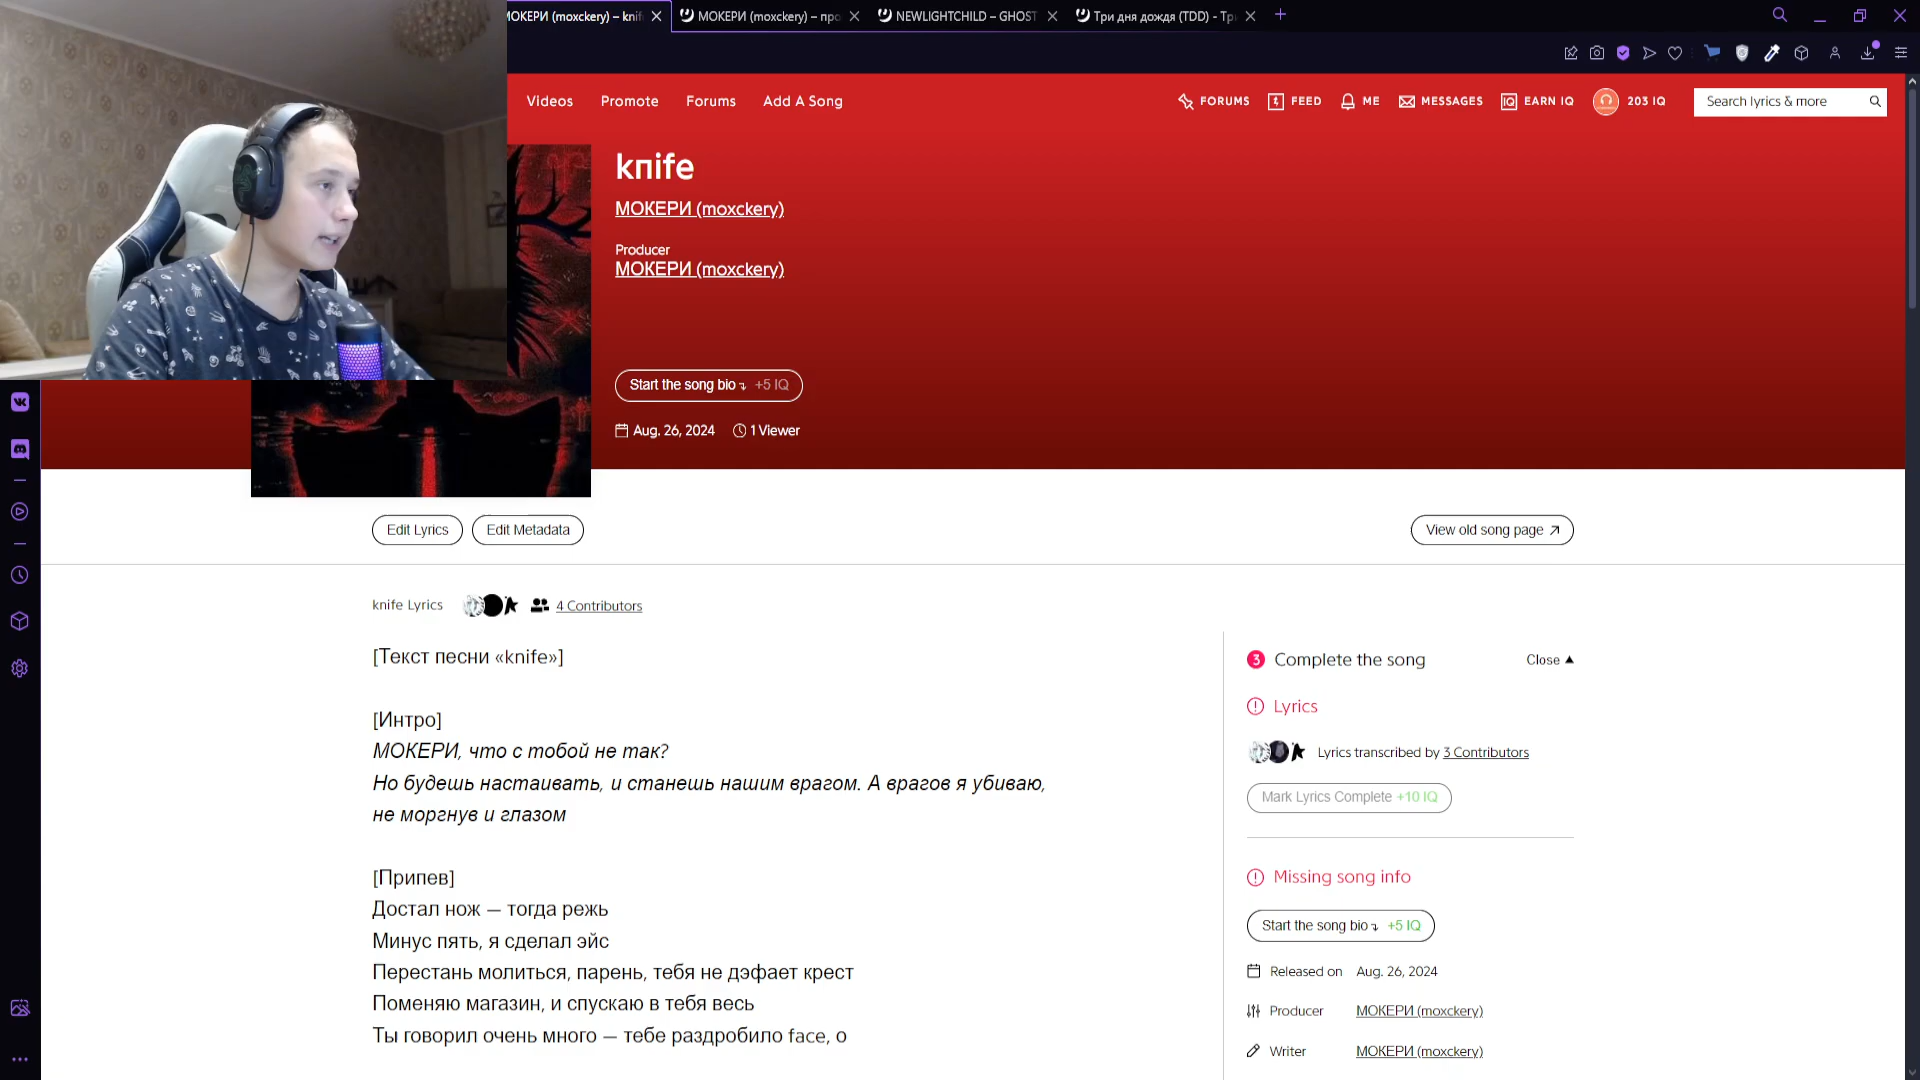 МОКЕРИ (moxckery) – knif
МОКЕРИ (moxckery) – про
NEWLIGHTCHILD – GHOST
Три дня дождя (TDD) - Тр
Videos
Promote
Forums
Add A Song
FORUMS
FEED
ME
MESSAGES
EARN IQ
203 IQ
Search lyrics & more
knife
МОКЕРИ (moxckery)
Producer
МОКЕРИ (moxckery)
Start the song bio +5 IQ
Aug. 26, 2024
1 Viewer
Edit Lyrics
Edit Metadata
View old song page
knife Lyrics
4 Contributors
[Текст песни «knife»]
[Интро]
МОКЕРИ, что с тобой не так?
Но будешь настаивать, и станешь нашим врагом. А врагов я убиваю,
не моргнув и глазом
[Припев]
Достал нож — тогда режь
Минус пять, я сделал эйс
Перестань молиться, парень, тебя не дэфает крест
Поменяю магазин, и спускаю в тебя весь
Ты говорил очень много — тебе раздробило face, о
3 Complete the song
Close
Lyrics
Lyrics transcribed by 3 Contributors
Mark Lyrics Complete +10 IQ
Missing song info
Start the song bio +5 IQ
Released on Aug. 26, 2024
Producer МОКЕРИ (moxckery)
Writer МОКЕРИ (moxckery)